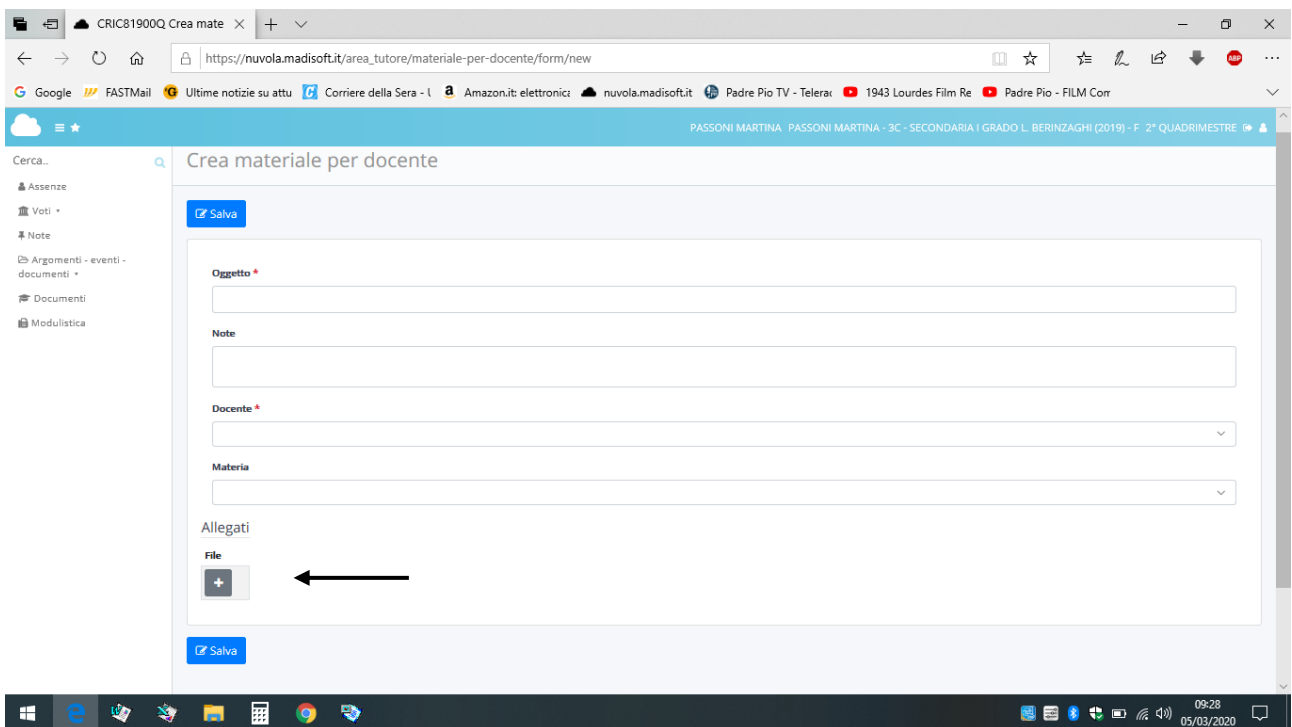 CRIC81900Q Crea mate
https://nuvola.madisoft.it/area_tutore/materiale-per-docente/form/new
ABP
Google FASTMail Ultime notizie su attu Corriere della Sera - l Amazon.it: elettronica nuvola.madisoft.it Padre Pio TV - Telerac 1943 Lourdes Film Re Padre Pio - FILM Com
PASSONI MARTINA PASSONI MARTINA - 3C - SECONDARIA I GRADO L. BERINZAGHI (2019) - F 2° QUADRIMESTRE
Cerca..
Crea materiale per docente
Assenze
Voti
Note
Argomenti - eventi -
documenti
Documenti
Modulistica
Salva
Oggetto *
Note
Docente *
Materia
Allegati
File
+
Salva
09:28
05/03/2020